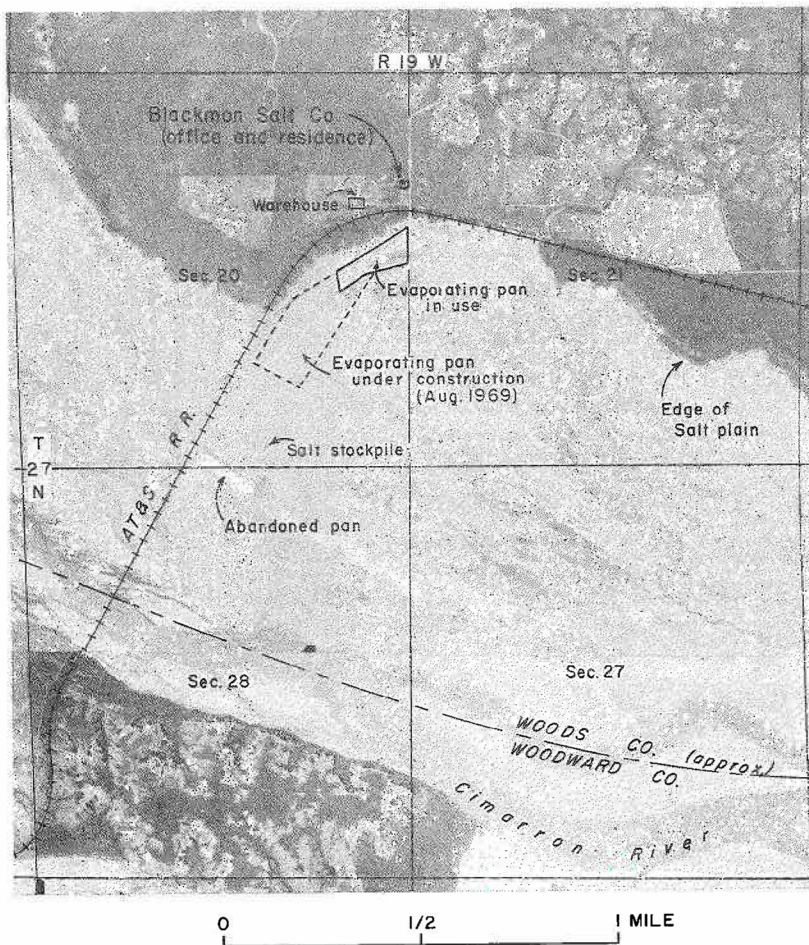 R 19 W.
Blackmon Salt Co.
(office and residence)
Warehouse
Sec. 20
Sec. 21
Evaporating pan
in use
Evaporating pan
under construction
(Aug. 1969)
Edge of
Salt plain
AT&S R R.
T
27
N
Salt stockpile
Abandoned pan
Sec. 28
Sec. 27
WOODS CO. (approx.)
WOODWARD CO.
Cimarron River
0 1/2 1 MILE